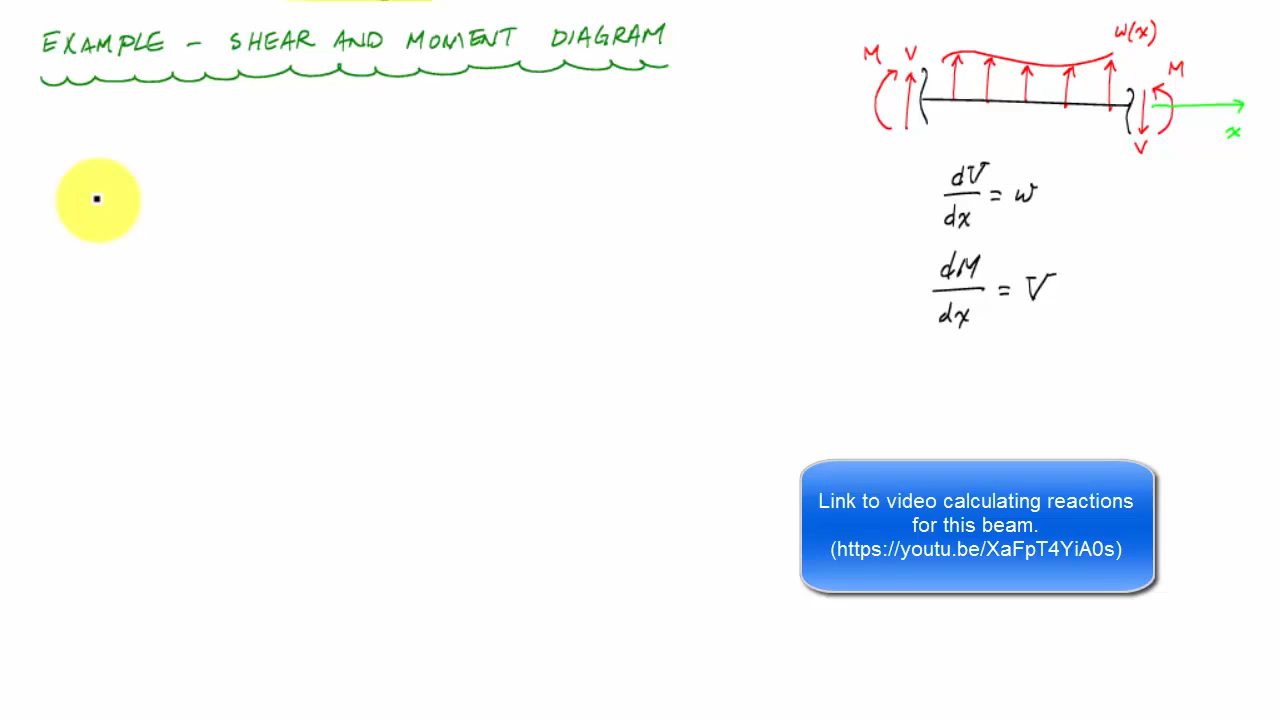 EXAMPLE - SHEAR AND MOMENT DIAGRAM
w(x)
M V
M
x
V
dV
dx = w
dM
dx = V
Link to video calculating reactions
for this beam.
(https://youtu.be/XaFpT4YiA0s)